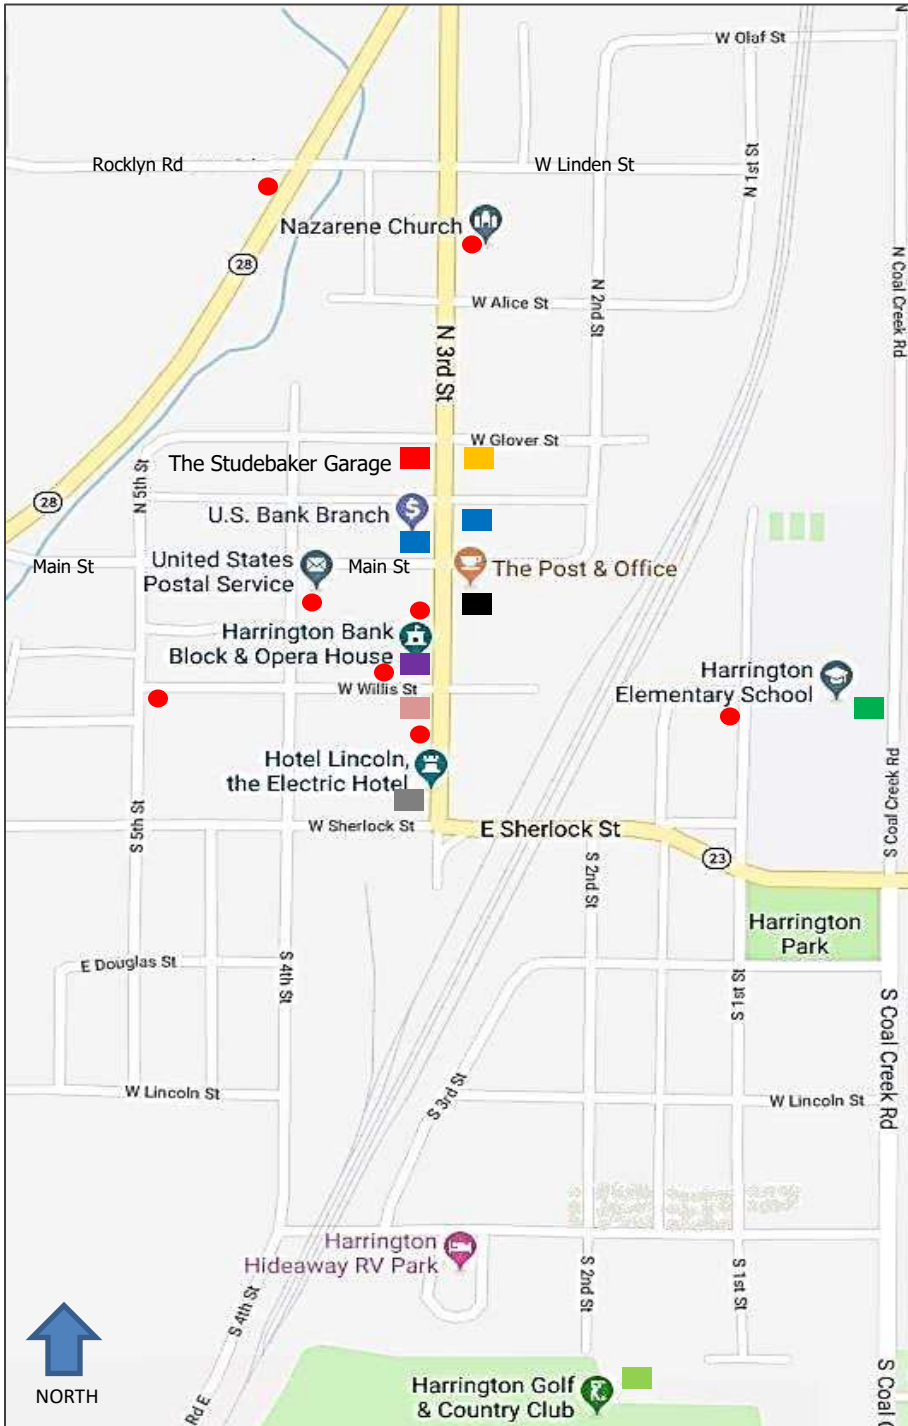 N
W Olaf St
Rocklyn Rd
W Linden St
N 1st St
Nazarene Church
28
N Coal Creek Rd
W Alice St
N 2nd St
N 3rd St
W Glover St
The Studebaker Garage
N 5th St
28
U.S. Bank Branch
$
Main St
United States
Postal Service
Main St
The Post & Office
Harrington Bank
Block & Opera House
W Willis St
Harrington
Elementary School
Hotel Lincoln,
the Electric Hotel
S Coal Creek Rd
W Sherlock St
E Sherlock St
S 5th St
23
S 2nd St
Harrington
Park
E Douglas St
S 4th St
S 1st St
S Coal Creek Rd
W Lincoln St
S 3rd St
W Lincoln St
Harrington
Hideaway RV Park
S 4th St
S 2nd St
S 1st St
NORTH
Harrington Golf
& Country Club
S Coal
Rd E